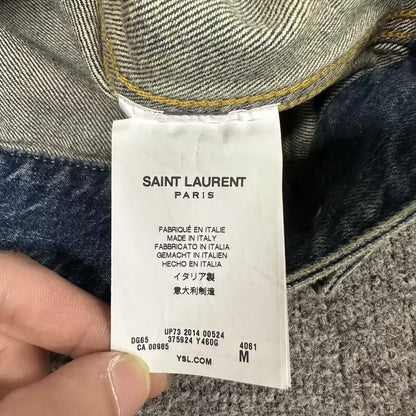 SAINT LAURENT
PARIS
FABRIQUÉ EN ITALIE
MADE IN ITALY
FABBRICATO IN ITALIA
GEMACHT IN ITALIEN
HECHO EN ITALIA
イタリア製
意大利制造
UP73 2014 00524
DG65 375924 Y460G 4061
CA 00985 M
YSL.COM